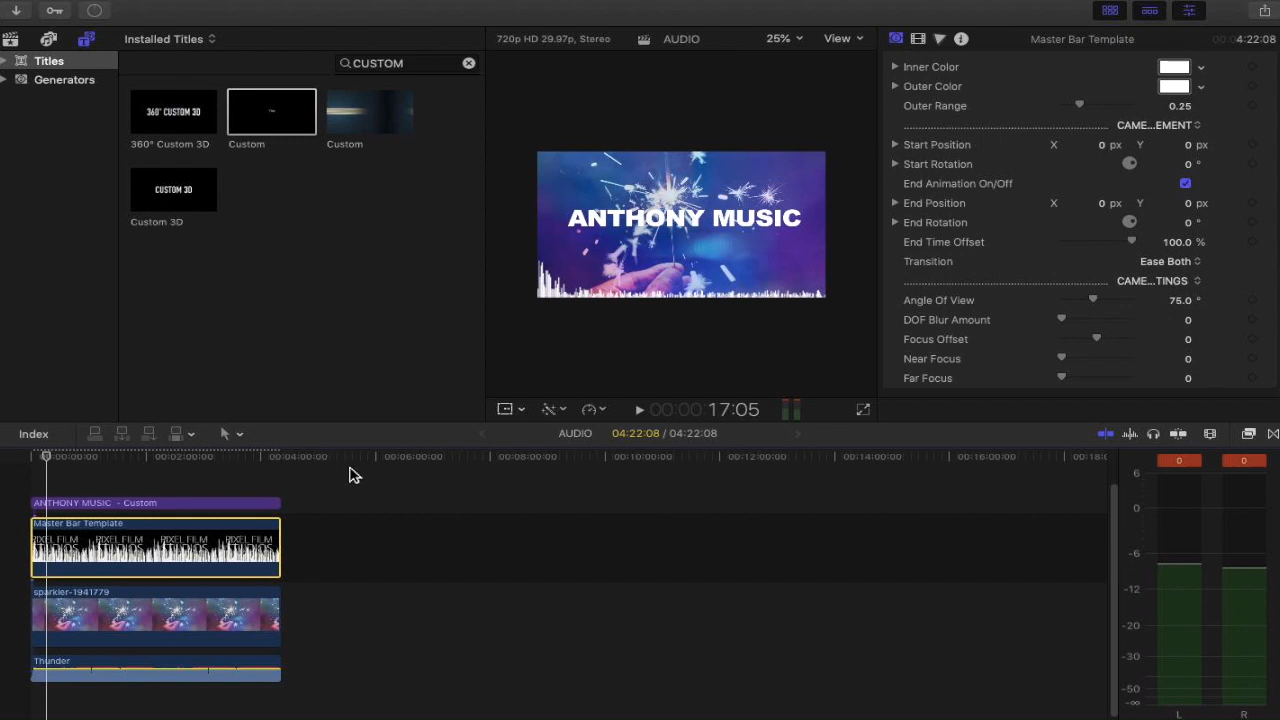 Installed Titles
720p HD 29.97p, Stereo
AUDIO
25%
View
Master Bar Template
4:22:08
Titles
CUSTOM
Generators
360° CUSTOM 3D
360° Custom 3D
Custom
Custom
CUSTOM 3D
Custom 3D
ANTHONY MUSIC
Inner Color
Outer Color
Outer Range 0.25
CAME...EMENT
Start Position X 0 px Y 0 px
Start Rotation 0 °
End Animation On/Off
End Position X 0 px Y 0 px
End Rotation 0 °
End Time Offset 100.0 %
Transition Ease Both
CAME...TINGS
Angle Of View 75.0 °
DOF Blur Amount 0
Focus Offset 0
Near Focus 0
Far Focus 0
00:00:17:05
Index
AUDIO
04:22:08 / 04:22:08
00:00:00:00 00:02:00:00 00:04:00:00 00:06:00:00 00:08:00:00 00:10:00:00 00:12:00:00 00:14:00:00 00:16:00:00 00:18:0
ANTHONY MUSIC - Custom
Master Bar Template
PIXEL FILM STUDIOS PIXEL FILM STUDIOS PIXEL FILM STUDIOS PIXEL FILM STUDIOS
sparkler-1941779
Thunder
0 0
6
0
-6
-12
-20
-30
-50
-∞
L R